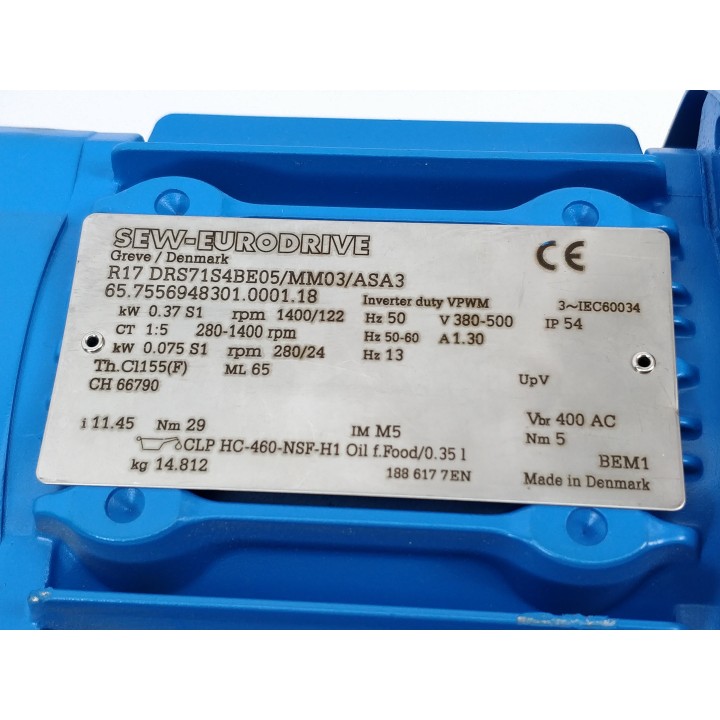 SEW-EURODRIVE
Greve / Denmark
CE
R17 DRS71S4BE05/MM03/ASA3
65.7556948301.0001.18 Inverter duty VPWM 3~IEC60034
kW 0.37 S1 rpm 1400/122 Hz 50 V 380-500 IP 54
CT 1:5 280-1400 rpm Hz 50-60 A 1.30
kW 0.075 S1 rpm 280/24 Hz 13
Th.Cl155(F) ML 65 UpV
CH 66790
i 11.45 Nm 29 IM M5 Vbr 400 AC
Nm 5
CLP HC-460-NSF-H1 Oil f.Food/0.35 l BEM1
kg 14.812 188 617 7EN Made in Denmark
SEW
SEW
SEW
SEW